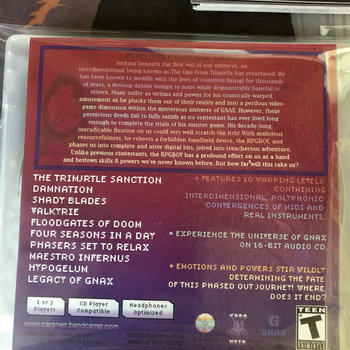 lurking beneath the first veil of our universe, an
interdimensional being known as The One From Trimurtle has resurfaced. He
has been known to meddle with the lives of countless beings for thousands
of years, a devious dabble benign to some while demonstrably baneful to
others. Many suffer as victims and pawns for his cosmically warped
amusement as he plucks them out of their reality and into a perilous video
game dimension within the mysterious universe of GNAX. However, these
pernicious deeds fail to fully satisfy as no contestant has ever lived long
enough to complete the trials of his sinister game. His decade long,
ineradicable fixation on us could very well scratch the itch! With malicious
resourcefulness, he reboots a forbidden handheld device, the RPGBOY, and
phases us into complete and utter digital bits, foiled into treacherous adventure.
Unlike previous contestants, the RPGBOY has a profound effect on us as a band
and bestows skills & powers we've never known before. But how far will this take us?
THE TRIMURTLE SANCTION
DAMNATION
SHADY BLADES
VALKYRIE
FLOODGATES OF DOOM
FOUR SEASONS IN A DAY
PHASERS SET TO RELAX
MAESTRO INFERNUS
HYPOGELUM
LEGACY OF GNAX
* FEATURES 10 WARPING LEVELS
CONTAINING
INTERDIMENSIONAL, POLYPHONIC
CONVERGENCES OF MIDI AND
REAL INSTRUMENTS.
* EXPERIENCE THE UNIVERSE OF GNAX
ON 16-BIT AUDIO CD.
* EMOTIONS AND POWERS STIR WILDLY
DETERMINING THE FATE
OF THIS PHASED OUT JOURNEY! WHERE
DOES IT END?
1 or 2
Players
CD Player
Compatible
Headphones
Optimized
TEEN
T
GNAX